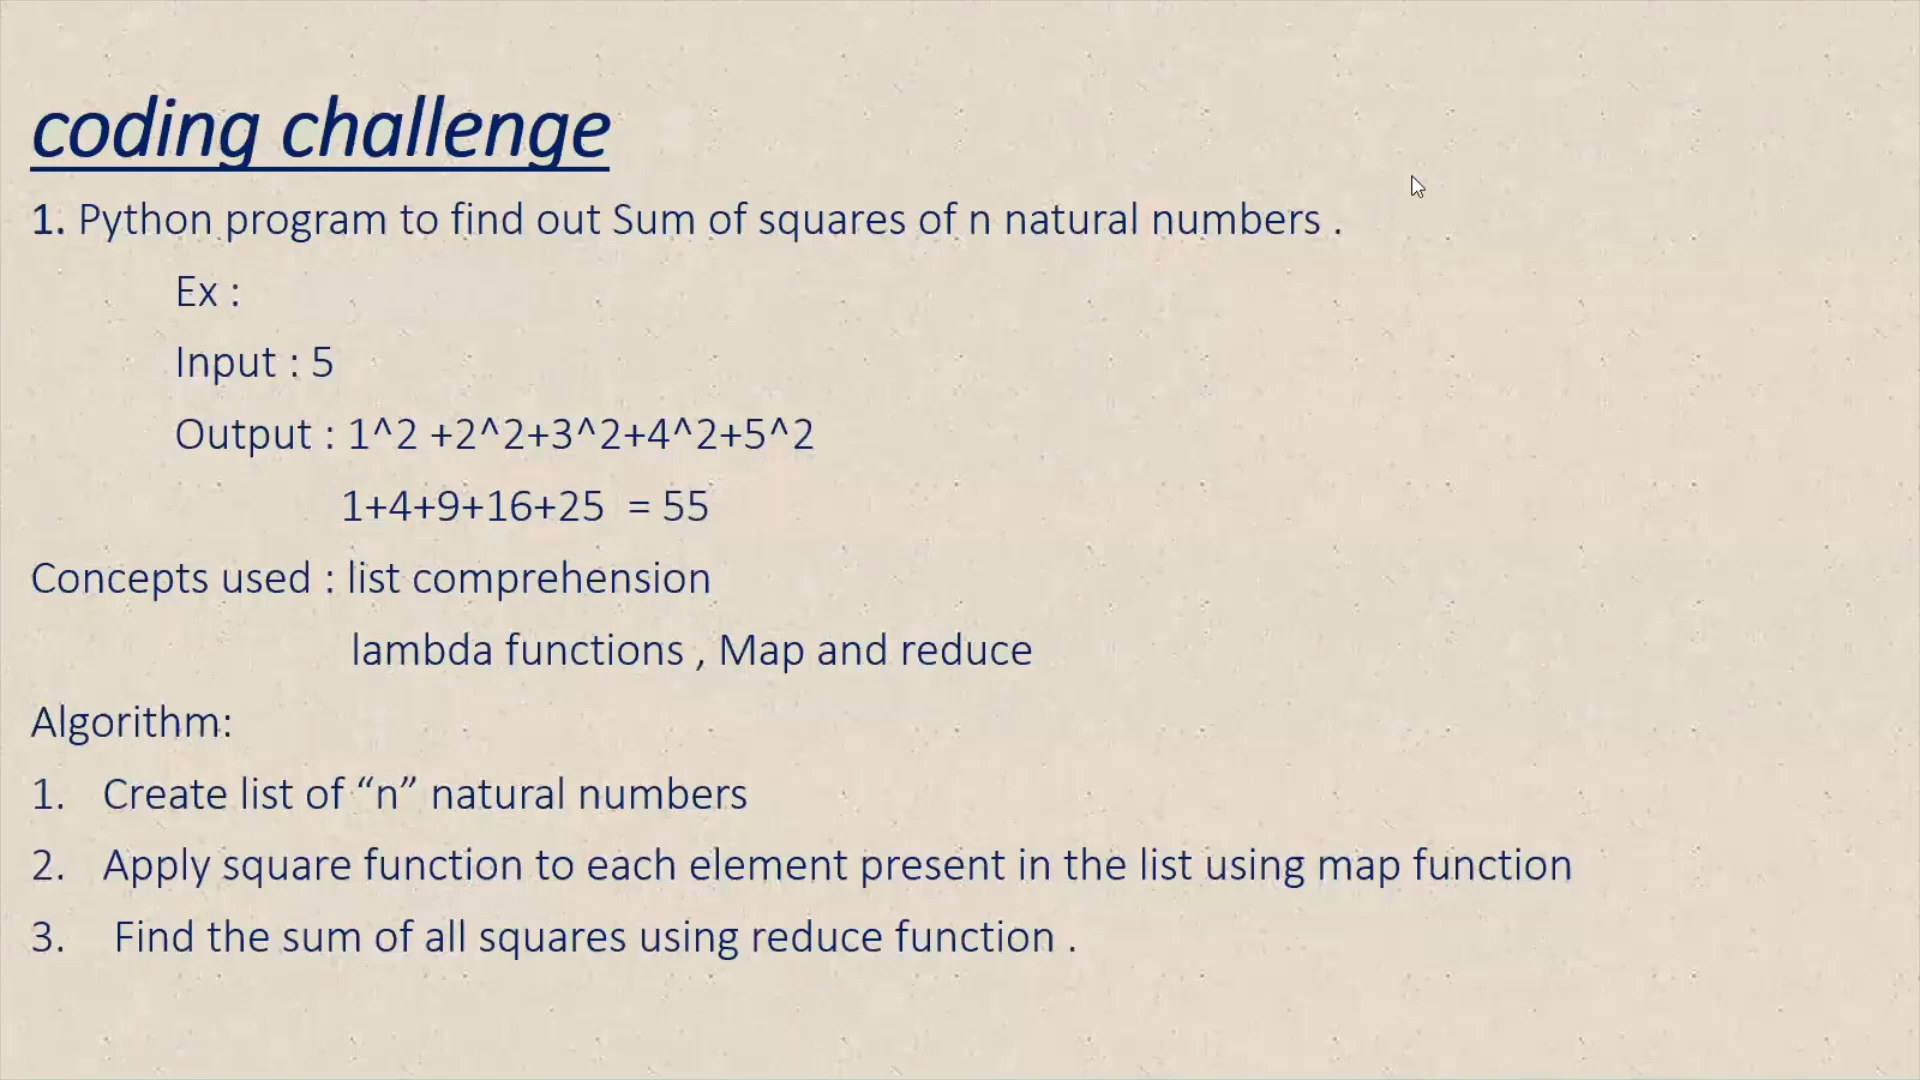 coding challenge
1. Python program to find out Sum of squares of n natural numbers .
Ex :
Input : 5
Output : 1^2 +2^2+3^2+4^2+5^2
1+4+9+16+25  = 55
Concepts used : list comprehension
lambda functions , Map and reduce
Algorithm:
1. Create list of “n” natural numbers
2. Apply square function to each element present in the list using map function
3. Find the sum of all squares using reduce function .